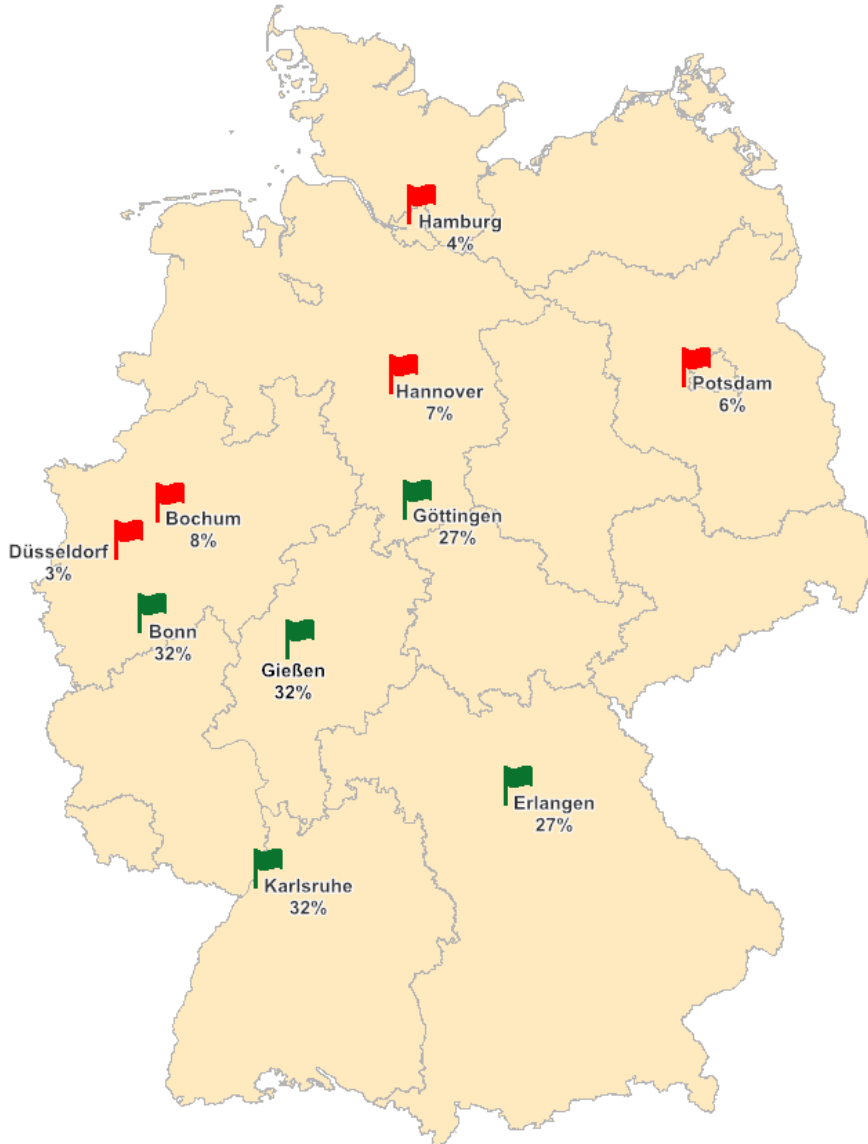 Hamburg
4%
Hannover
7%
Potsdam
6%
Bochum
8%
Göttingen
27%
Düsseldorf
3%
Bonn
32%
Gießen
32%
Erlangen
27%
Karlsruhe
32%